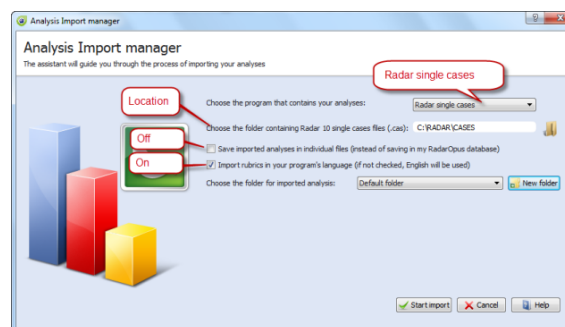 Analysis Import manager
Analysis Import manager
The assistant will guide you through the process of importing your analyses
Radar single cases
Location
Choose the program that contains your analyses: Radar single cases
Choose the folder containing Radar 10 single cases files (.cas): C:\RADAR\CASES
Off
Save imported analyses in individual files (instead of saving in my RadarOpus database)
On
Import rubrics in your program's language (if not checked, English will be used)
Choose the folder for imported analysis: Default folder New folder
Start import Cancel Help